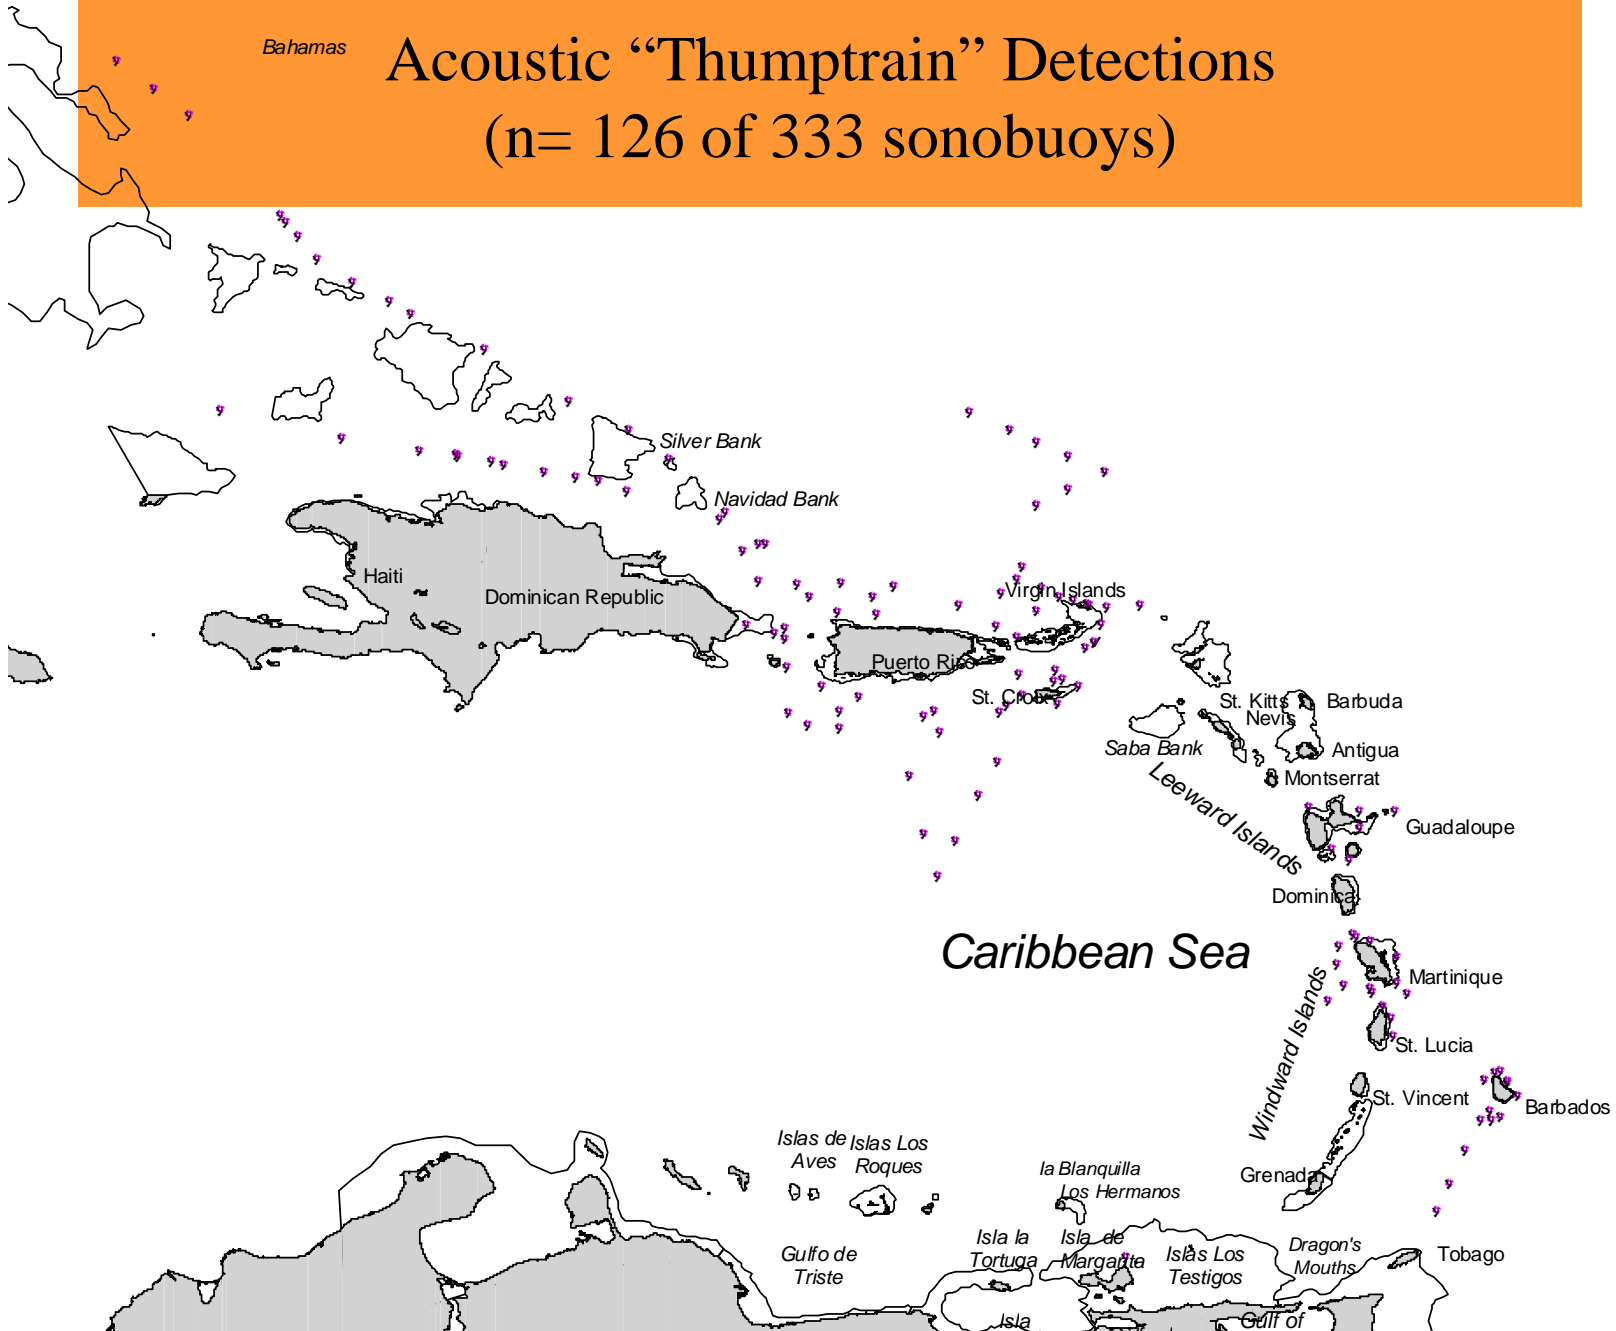 Bahamas
Acoustic “Thumptrain” Detections
(n= 126 of 333 sonobuoys)
Silver Bank
Navidad Bank
Haiti
Dominican Republic
Virgin Islands
Puerto Rico
St. Croix
St. Kitts
Nevis
Barbuda
Saba Bank
Antigua
Montserrat
Leeward Islands
Guadaloupe
Dominica
Caribbean Sea
Martinique
Windward Islands
St. Lucia
St. Vincent
Barbados
Islas de
Aves
Islas Los
Roques
la Blanquilla
Los Hermanos
Grenada
Gulfo de
Triste
Isla la
Tortuga
Isla de
Margarita
Islas Los
Testigos
Dragon's
Mouths
Tobago
Isla
Gulf of